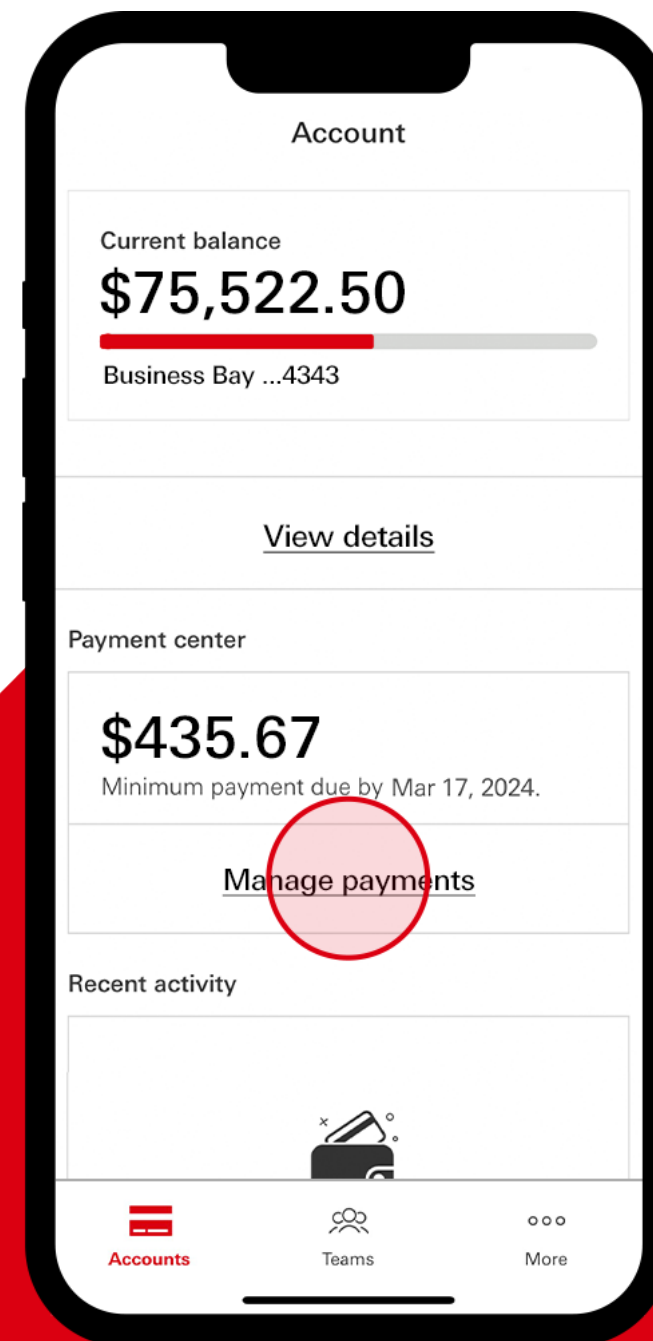 Account
Current balance
$75,522.50
Business Bay ...4343
View details
Payment center
$435.67
Minimum payment due by Mar 17, 2024.
Manage payments
Recent activity
Accounts
Teams
More